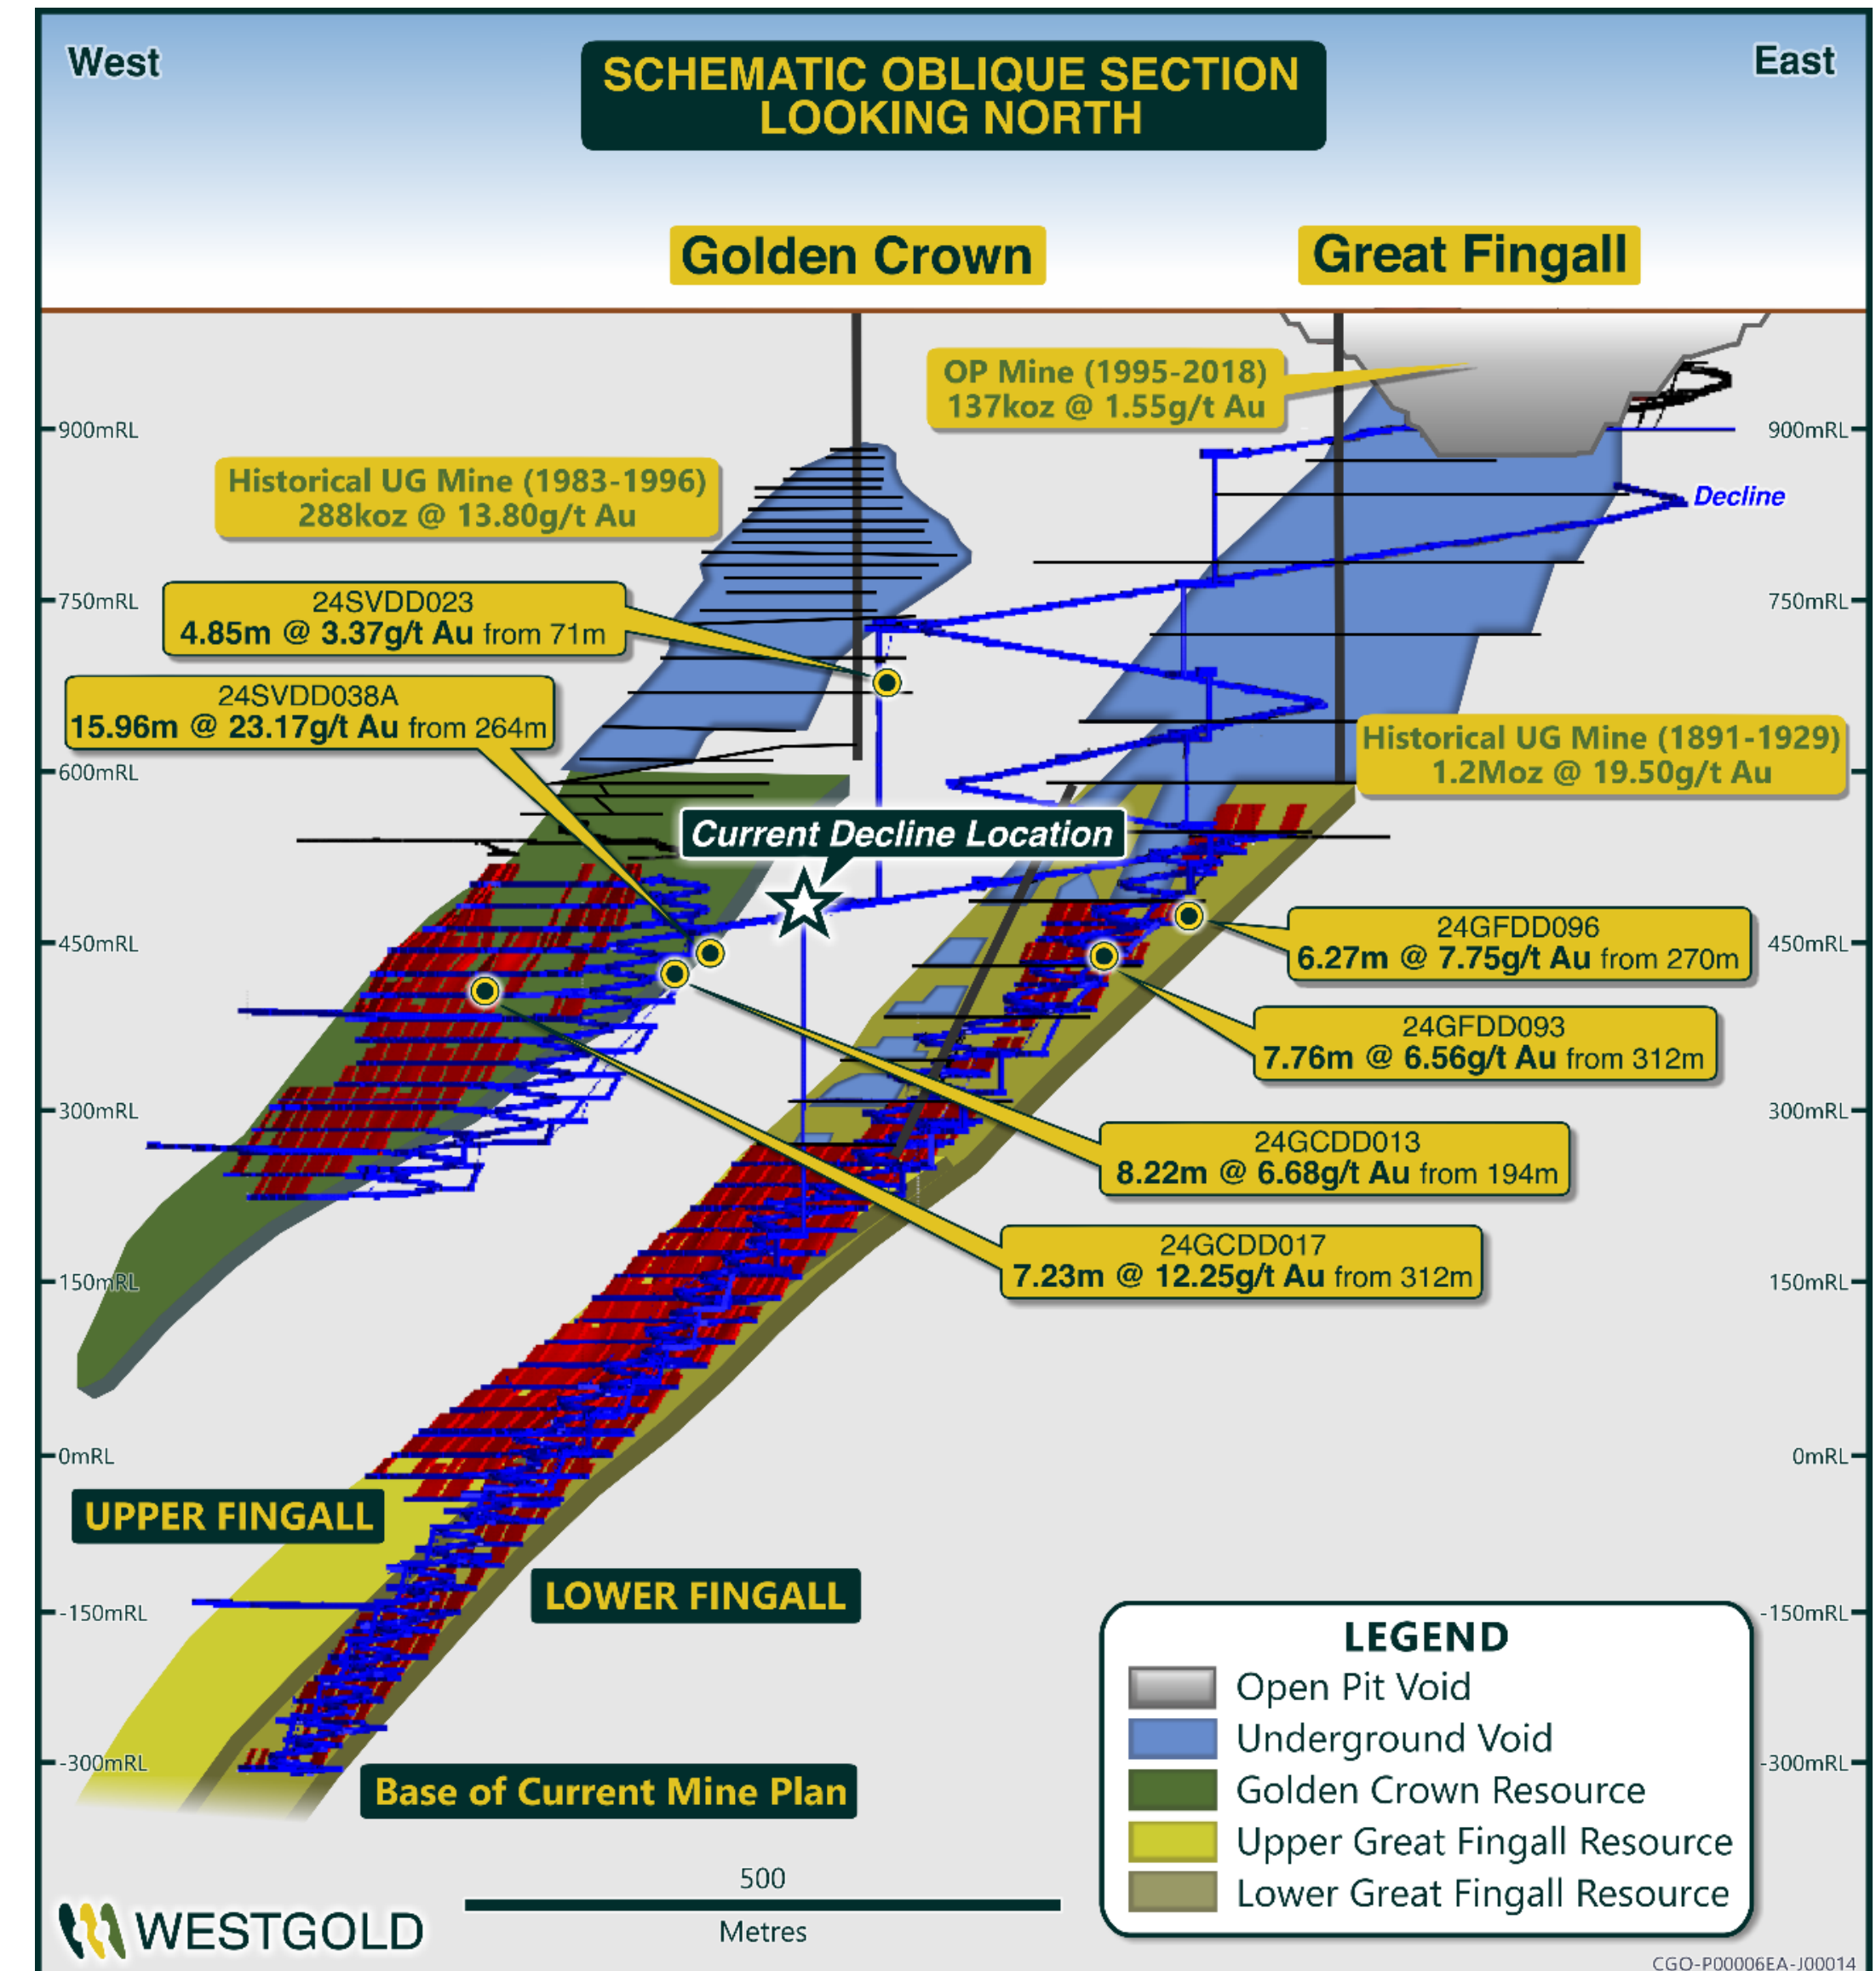 West
East
SCHEMATIC OBLIQUE SECTION
LOOKING NORTH
Golden Crown
Great Fingall
OP Mine (1995-2018)
137koz @ 1.55g/t Au
900mRL
900mRL
Historical UG Mine (1983-1996)
288koz @ 13.80g/t Au
Decline
24SVDD023
4.85m @ 3.37g/t Au from 71m
750mRL
750mRL
24SVDD038A
15.96m @ 23.17g/t Au from 264m
Historical UG Mine (1891-1929)
1.2Moz @ 19.50g/t Au
600mRL
Current Decline Location
450mRL
450mRL
24GFDD096
6.27m @ 7.75g/t Au from 270m
24GFDD093
7.76m @ 6.56g/t Au from 312m
300mRL
300mRL
24GCDD013
8.22m @ 6.68g/t Au from 194m
24GCDD017
7.23m @ 12.25g/t Au from 312m
150mRL
150mRL
0mRL
0mRL
UPPER FINGALL
LOWER FINGALL
-150mRL
-150mRL
-300mRL
-300mRL
Base of Current Mine Plan
LEGEND
Open Pit Void
Underground Void
Golden Crown Resource
Upper Great Fingall Resource
Lower Great Fingall Resource
500
Metres
WESTGOLD
CGO-P00006EA-J00014